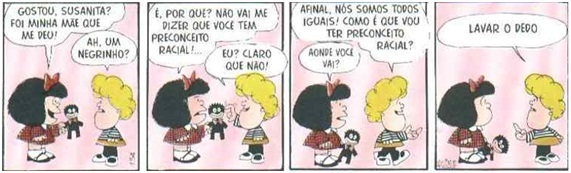 GOSTOU, SUSANITA?
FOI MINHA MÃE QUE
ME DEU!
AH, UM
NEGRINHO?
É, POR QUÊ? NÃO VAI ME
DIZER QUE VOCÊ TEM
PRECONCEITO
RACIAL!...
EU? CLARO
QUE NÃO!
AFINAL, NÓS SOMOS TODOS
IGUAIS! COMO É QUE VOU
TER PRECONCEITO
RACIAL?
AONDE VOCÊ
VAI?
LAVAR O DEDO